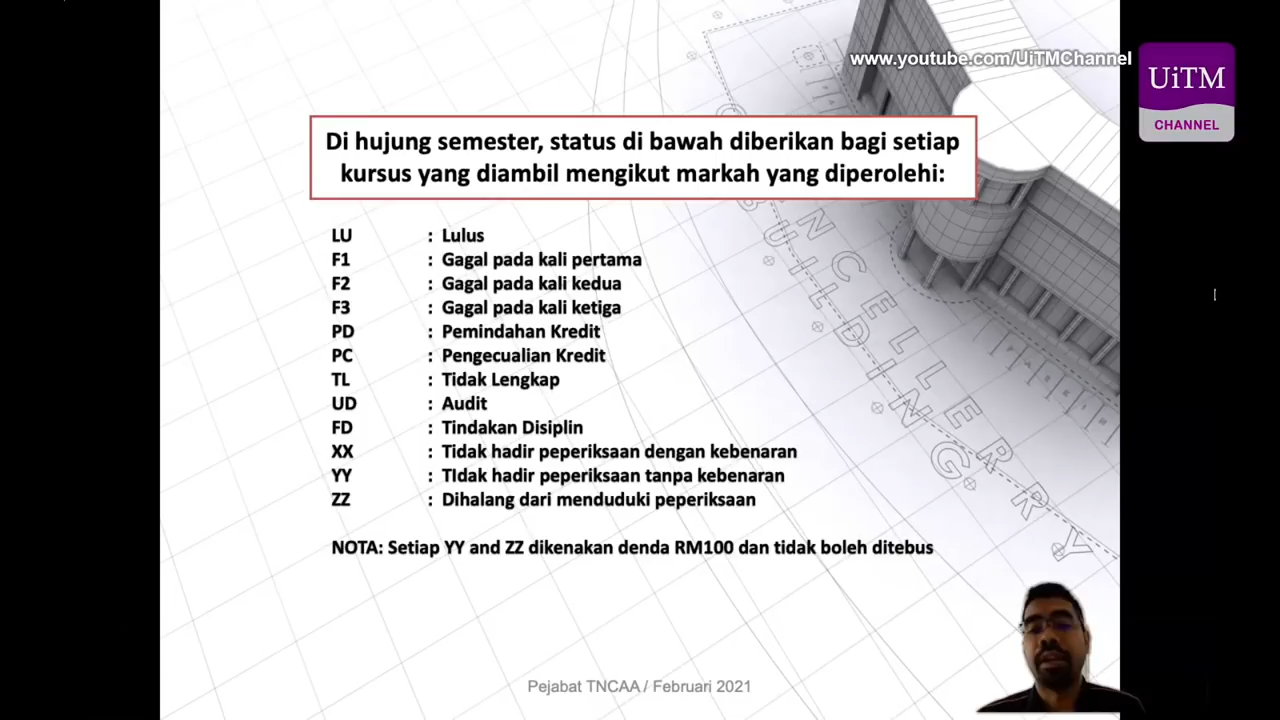 www.youtube.com/UiTMChannel
UiTM
CHANNEL
Di hujung semester, status di bawah diberikan bagi setiap
kursus yang diambil mengikut markah yang diperolehi:
LU : Lulus
F1 : Gagal pada kali pertama
F2 : Gagal pada kali kedua
F3 : Gagal pada kali ketiga
PD : Pemindahan Kredit
PC : Pengecualian Kredit
TL : Tidak Lengkap
UD : Audit
FD : Tindakan Disiplin
XX : Tidak hadir peperiksaan dengan kebenaran
YY : TIdak hadir peperiksaan tanpa kebenaran
ZZ : Dihalang dari menduduki peperiksaan
NOTA: Setiap YY and ZZ dikenakan denda RM100 dan tidak boleh ditebus
Pejabat TNCAA / Februari 2021